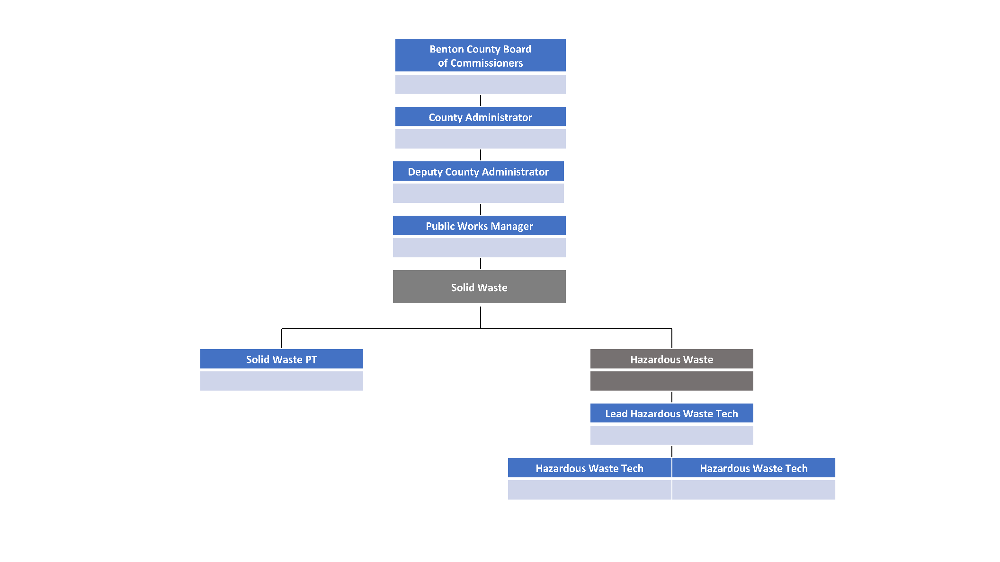 Benton County Board
of Commissioners
County Administrator
Deputy County Administrator
Public Works Manager
Solid Waste
Solid Waste PT
Hazardous Waste
Lead Hazardous Waste Tech
Hazardous Waste Tech
Hazardous Waste Tech